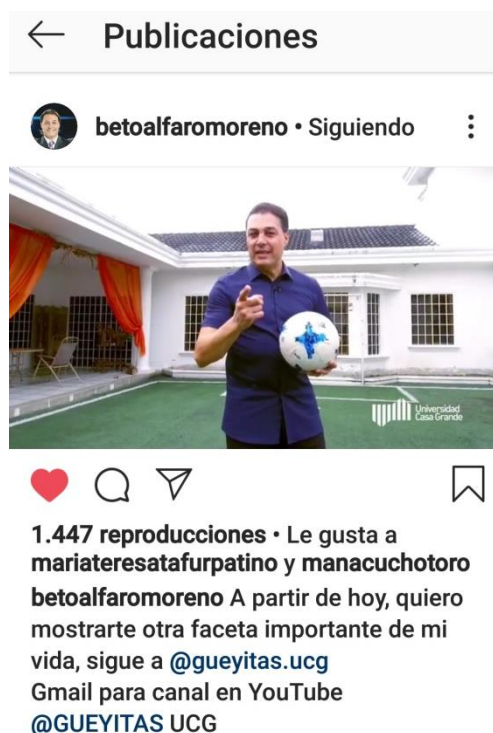 Publicaciones
betoalfaromoreno • Siguiendo
Universidad
Casa Grande
1.447 reproducciones • Le gusta a
mariateresatafurpatino y manacuchotoro
betoalfaromoreno A partir de hoy, quiero
mostrarte otra faceta importante de mi
vida, sigue a @gueyitas.ucg
Gmail para canal en YouTube
@GUEYITAS UCG